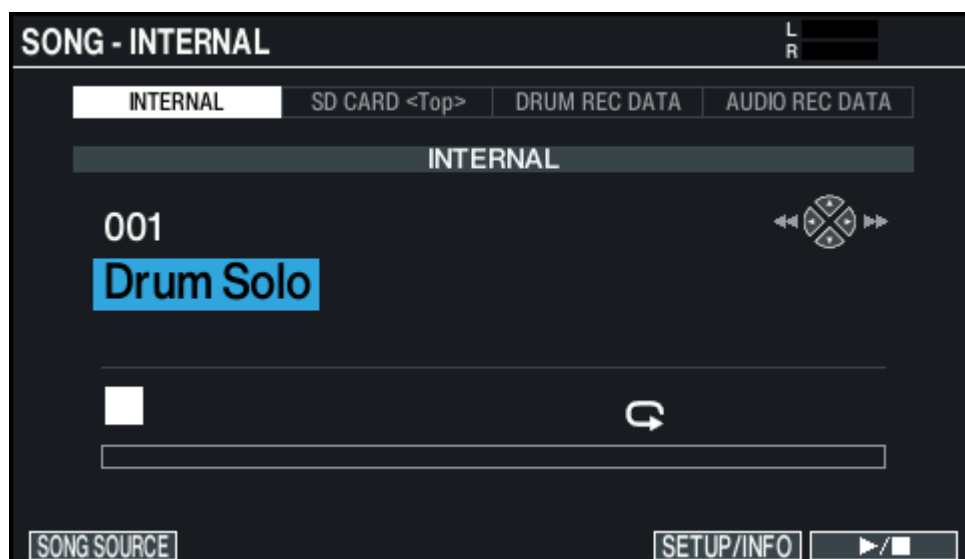 SONG - INTERNAL
L
R
INTERNAL SD CARD <Top> DRUM REC DATA AUDIO REC DATA
INTERNAL
001
Drum Solo
SONG SOURCE SETUP/INFO ▶/■